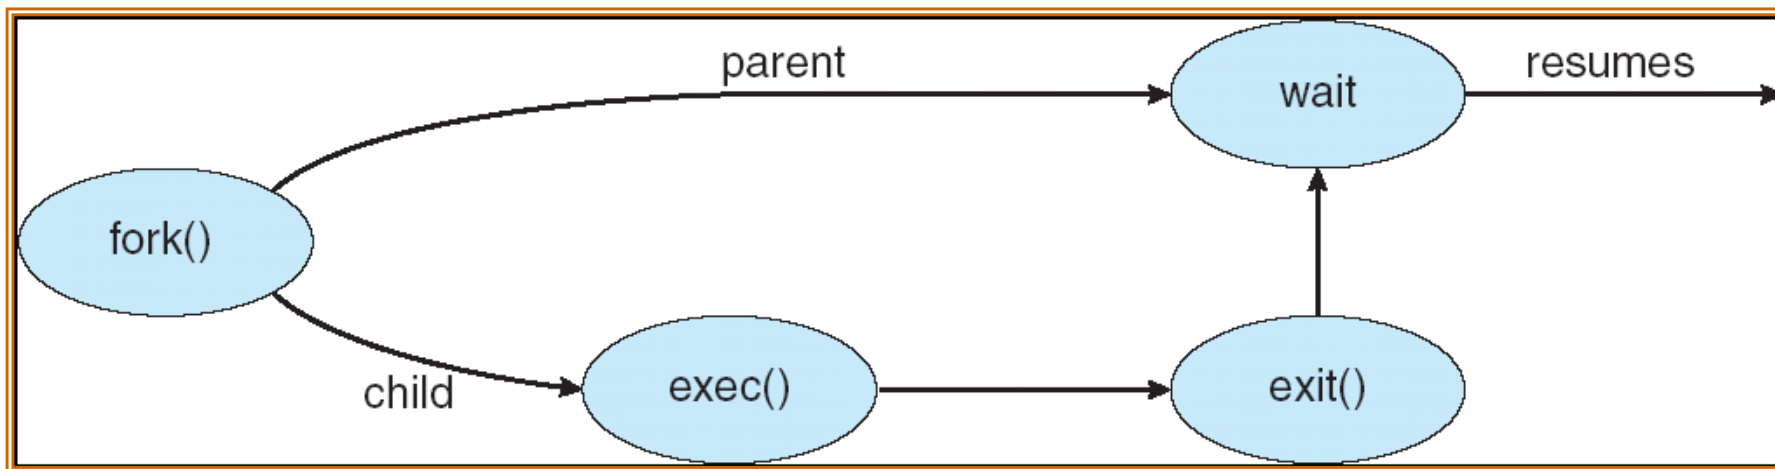 parent
wait
resumes
fork()
child
exec()
exit()